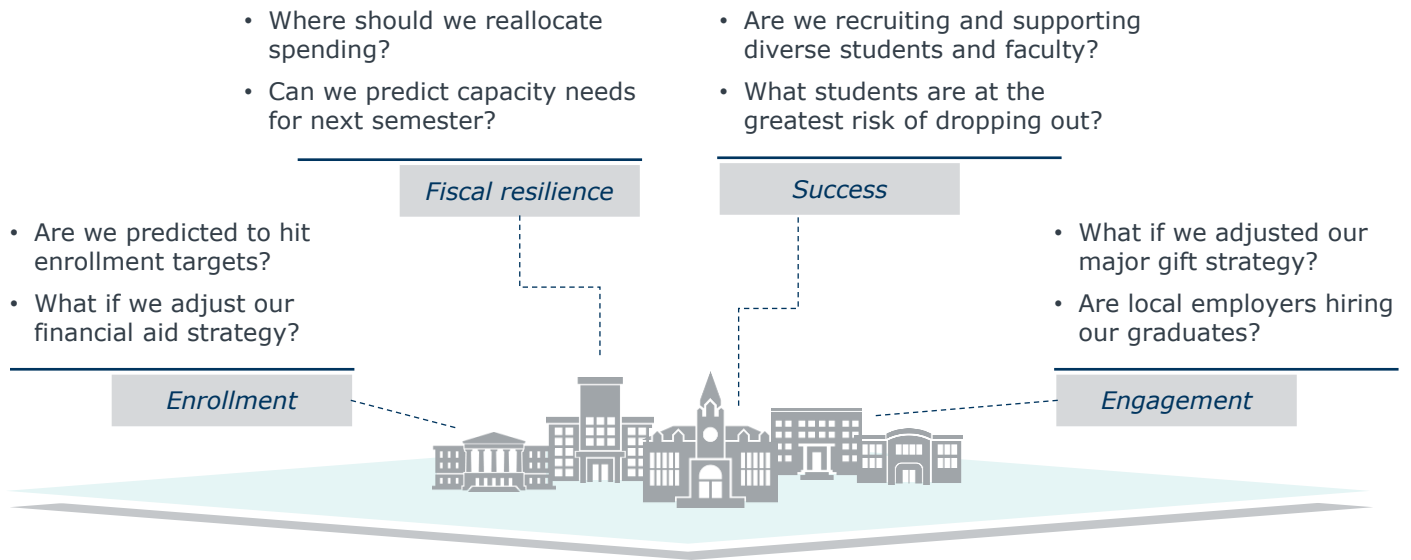 • Where should we reallocate
spending?
• Can we predict capacity needs
for next semester?
Fiscal resilience
• Are we recruiting and supporting
diverse students and faculty?
• What students are at the
greatest risk of dropping out?
Success
• Are we predicted to hit
enrollment targets?
• What if we adjust our
financial aid strategy?
Enrollment
• What if we adjusted our
major gift strategy?
• Are local employers hiring
our graduates?
Engagement